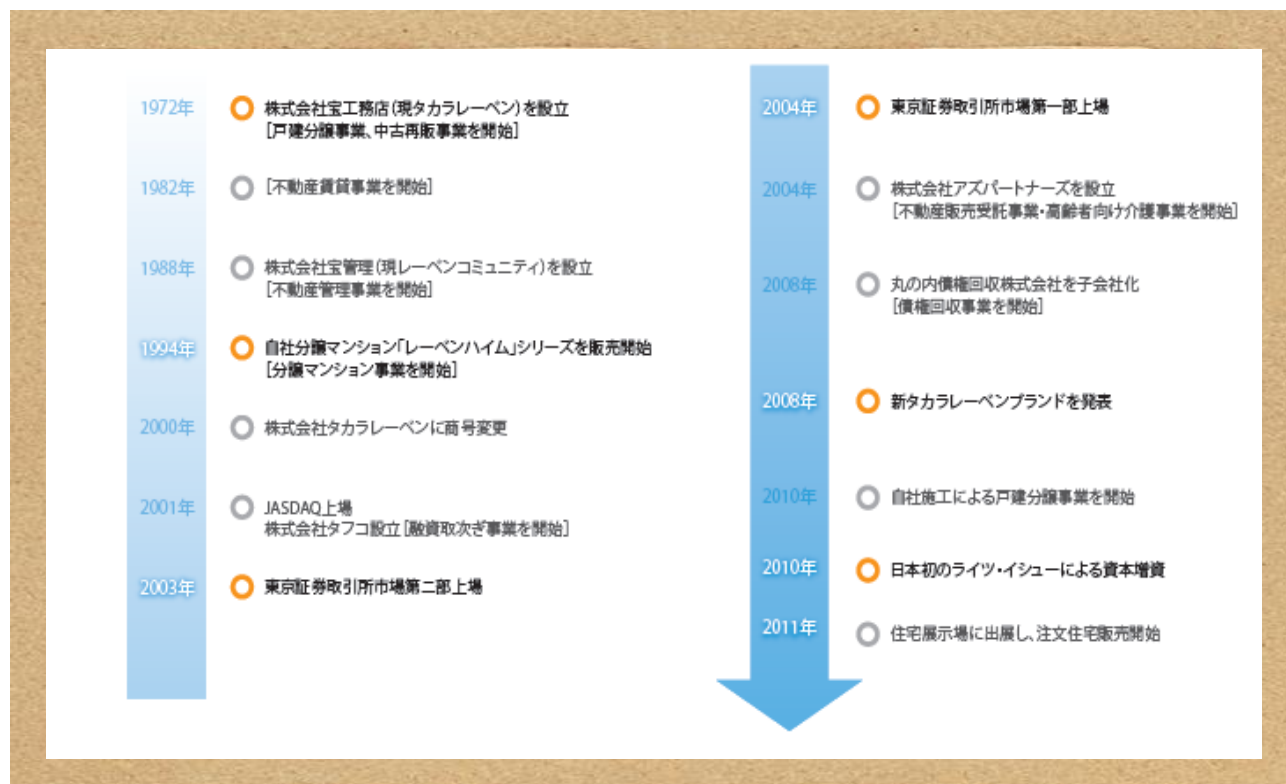 1972年 株式会社宝工務店(現タカラレーベン)を設立
[戸建分譲事業、中古再販事業を開始]
1982年 [不動産賃貸事業を開始]
1988年 株式会社宝管理(現レーベンコミュニティ)を設立
[不動産管理事業を開始]
1994年 自社分譲マンション「レーベンハイム」シリーズを販売開始
[分譲マンション事業を開始]
2000年 株式会社タカラレーベンに商号変更
2001年 JASDAQ上場
株式会社タフコ設立[融資取次ぎ事業を開始]
2003年 東京証券取引所市場第二部上場
2004年 東京証券取引所市場第一部上場
2004年 株式会社アズパートナーズを設立
[不動産販売受託事業・高齢者向け介護事業を開始]
2008年 丸の内債権回収株式会社を子会社化
[債権回収事業を開始]
2008年 新タカラレーベンブランドを発表
2010年 自社施工による戸建分譲事業を開始
2010年 日本初のライツ・イシューによる資本増資
2011年 住宅展示場に出展し、注文住宅販売開始